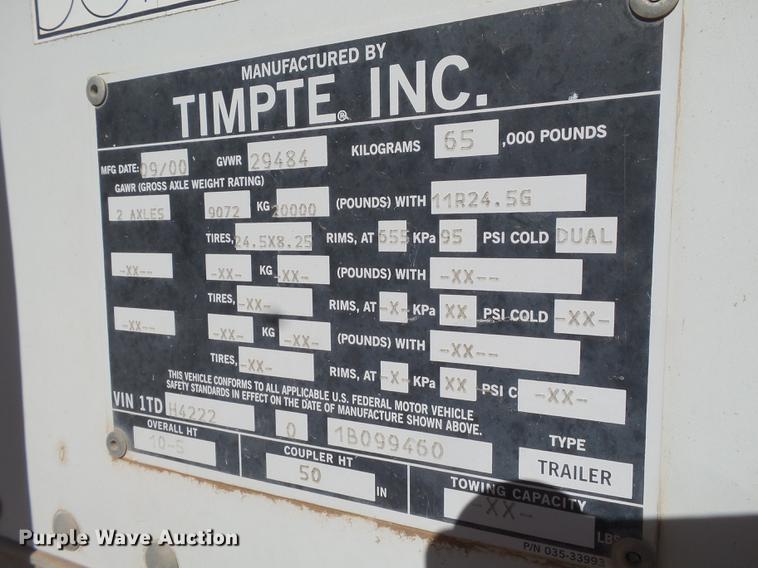 MANUFACTURED BY
TIMPTE® INC.
MFG DATE: 09/00 GVWR 29484 KILOGRAMS 65 ,000 POUNDS
GAWR (GROSS AXLE WEIGHT RATING)
2 AXLES 9072 KG 20000 (POUNDS) WITH 11R24.5G
TIRES, 24.5X8.25 RIMS, AT 655 KPa 95 PSI COLD DUAL
-XX-- -XX- KG -XX- (POUNDS) WITH -XX--
TIRES, -XX- RIMS, AT -X- KPa XX PSI COLD -XX-
-XX-- -XX- KG -XX- (POUNDS) WITH -XX--
TIRES, -XX- RIMS, AT -X- KPa XX PSI C -XX-
THIS VEHICLE CONFORMS TO ALL APPLICABLE U.S. FEDERAL MOTOR VEHICLE
SAFETY STANDARDS IN EFFECT ON THE DATE OF MANUFACTURE SHOWN ABOVE.
VIN 1TD H4222 0 1B099460 TYPE
TRAILER
OVERALL HT
10-5
COUPLER HT
50 IN
TOWING CAPACITY
-XX- LBS
P/N 035-33993
Purple Wave Auction